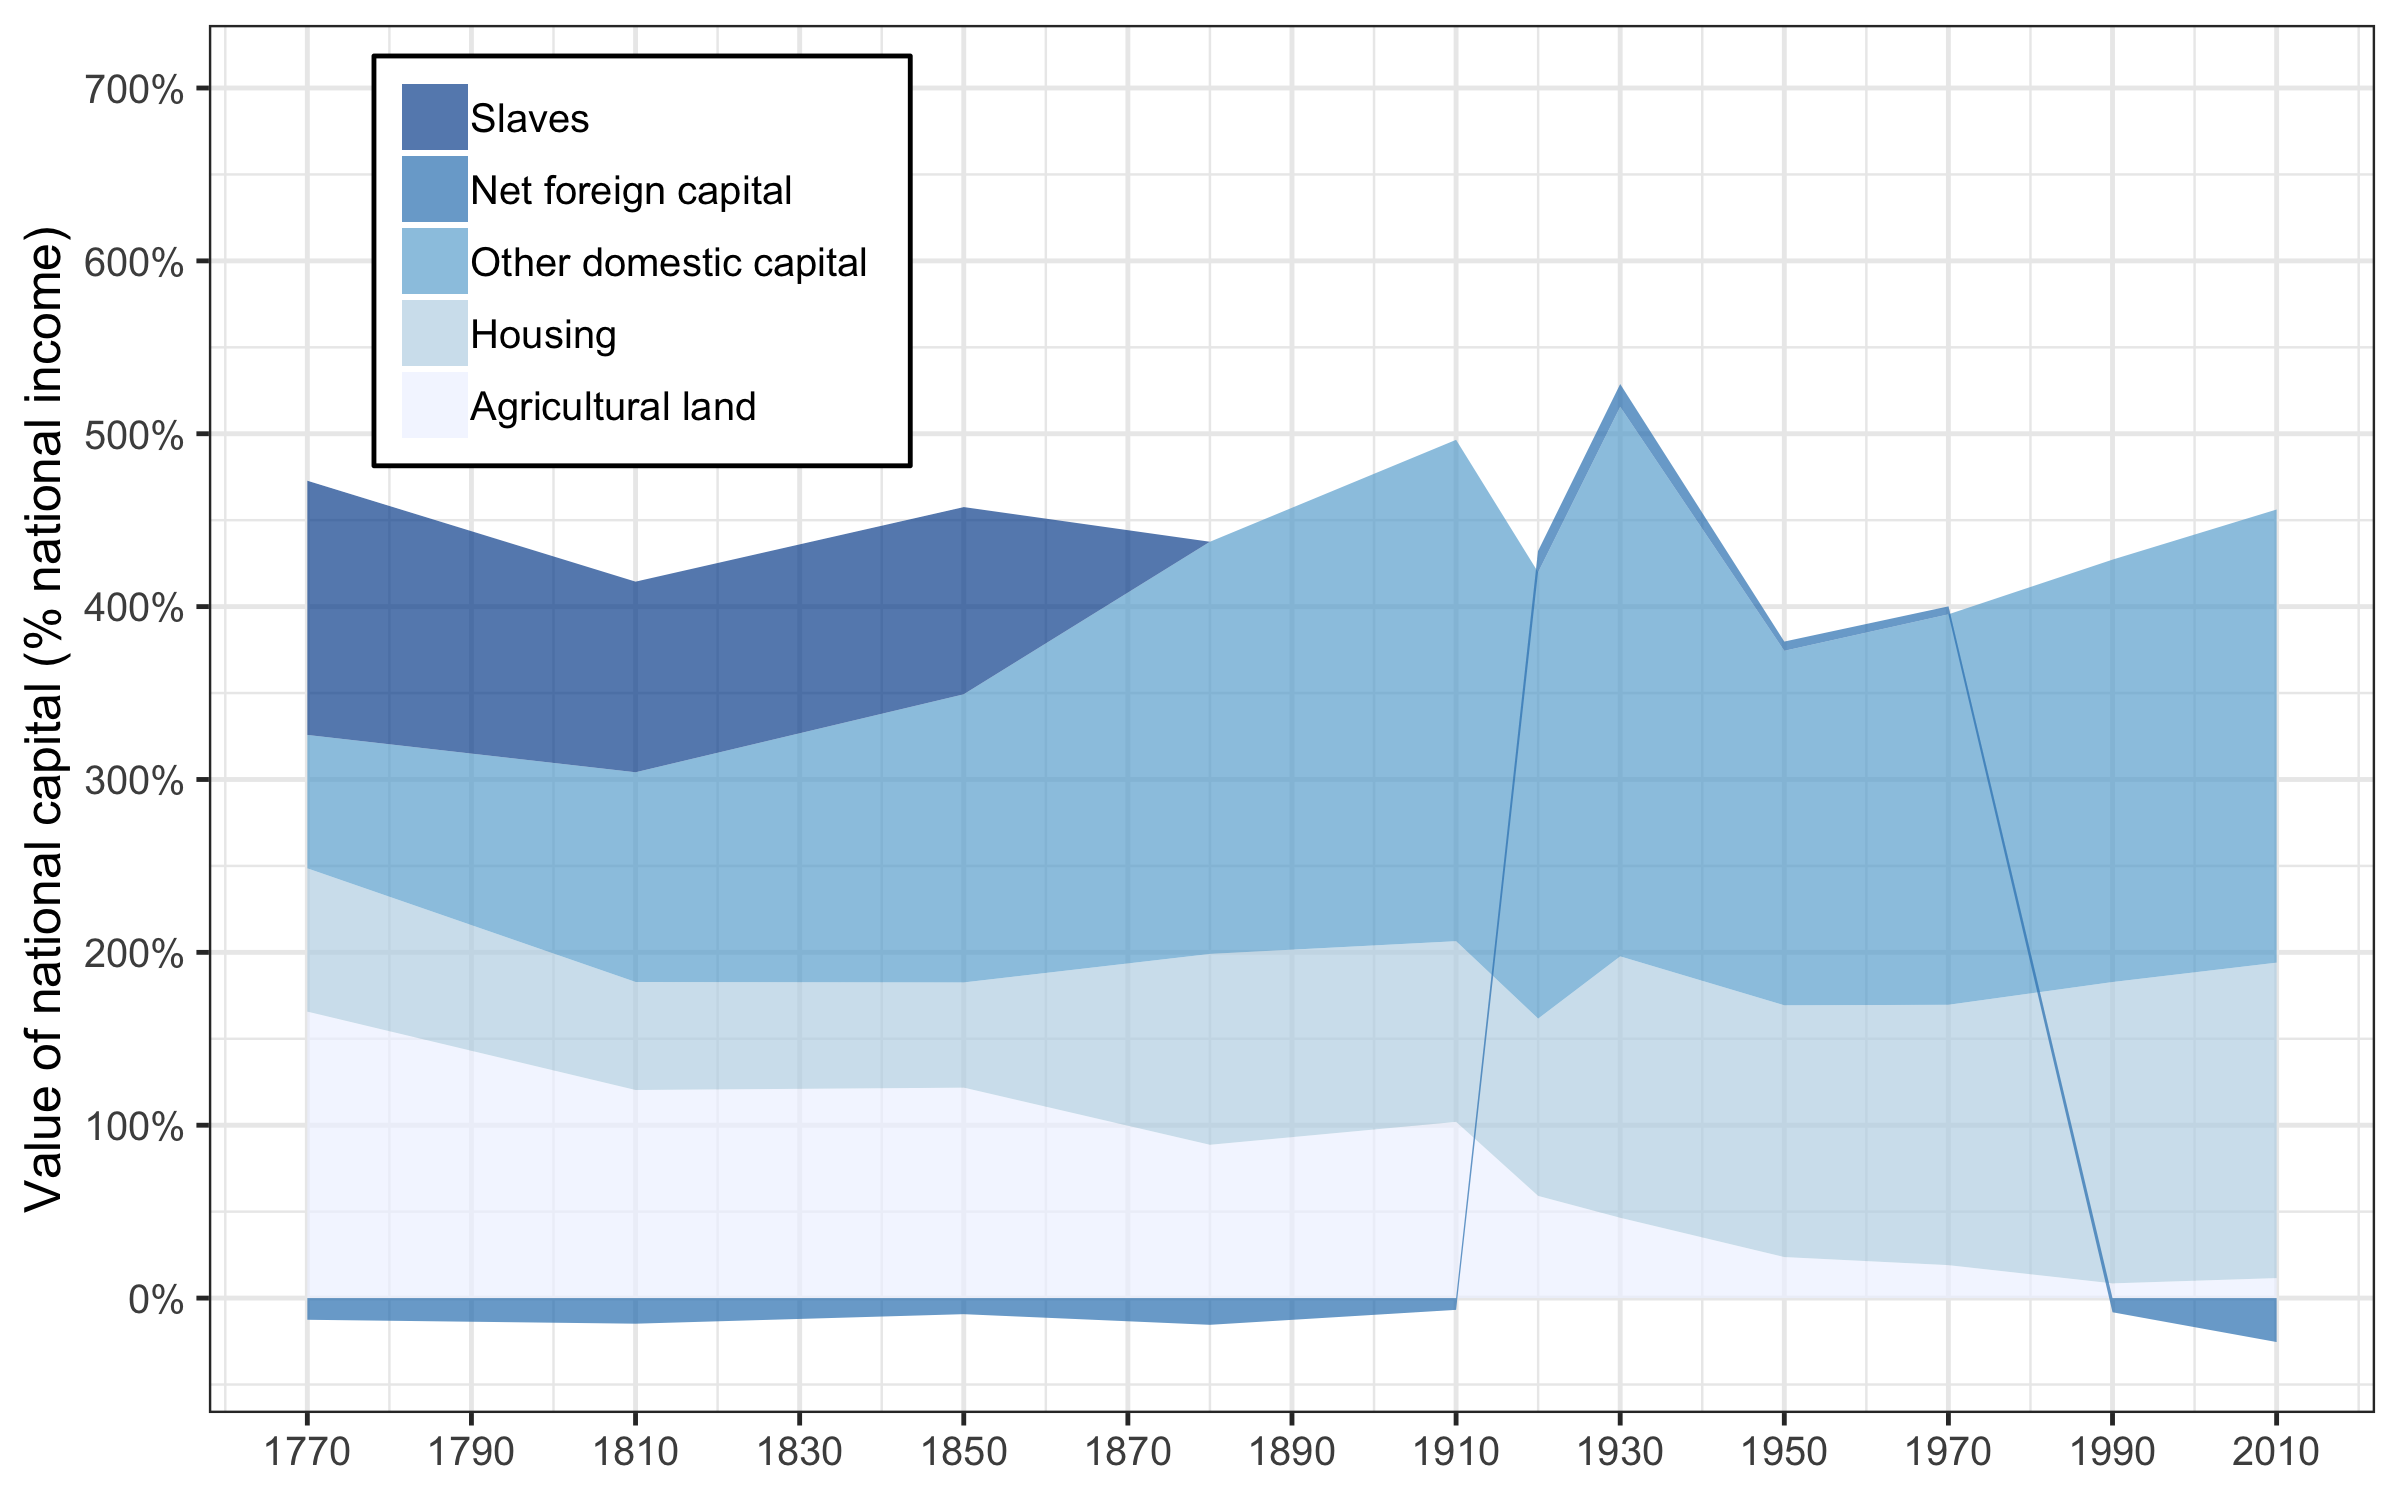 Value of national capital (% national income)
700%
600%
500%
400%
300%
200%
100%
0%
Slaves
Net foreign capital
Other domestic capital
Housing
Agricultural land
1770 1790 1810 1830 1850 1870 1890 1910 1930 1950 1970 1990 2010